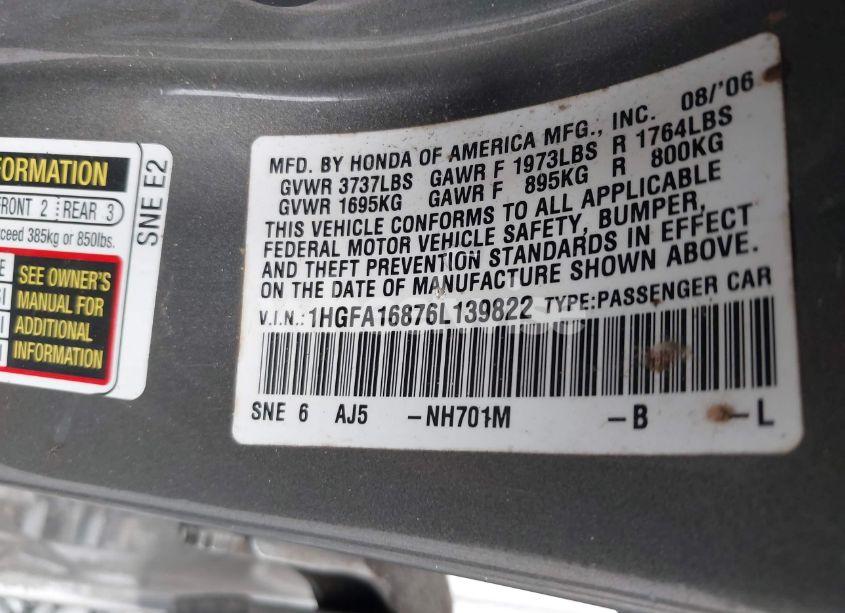 FORMATION
FRONT 2 REAR 3
xceed 385kg or 850lbs.
SEE OWNER'S
MANUAL FOR
ADDITIONAL
INFORMATION
SNE E2
MFD. BY HONDA OF AMERICA MFG., INC. 08/'06
GVWR 3737LBS GAWR F 1973LBS R 1764LBS
GVWR 1695KG GAWR F 895KG R 800KG
THIS VEHICLE CONFORMS TO ALL APPLICABLE
FEDERAL MOTOR VEHICLE SAFETY, BUMPER,
AND THEFT PREVENTION STANDARDS IN EFFECT
ON THE DATE OF MANUFACTURE SHOWN ABOVE.
V.I.N.: 1HGFA16876L139822 TYPE:PASSENGER CAR
SNE 6 AJ5 -NH701M -B -L